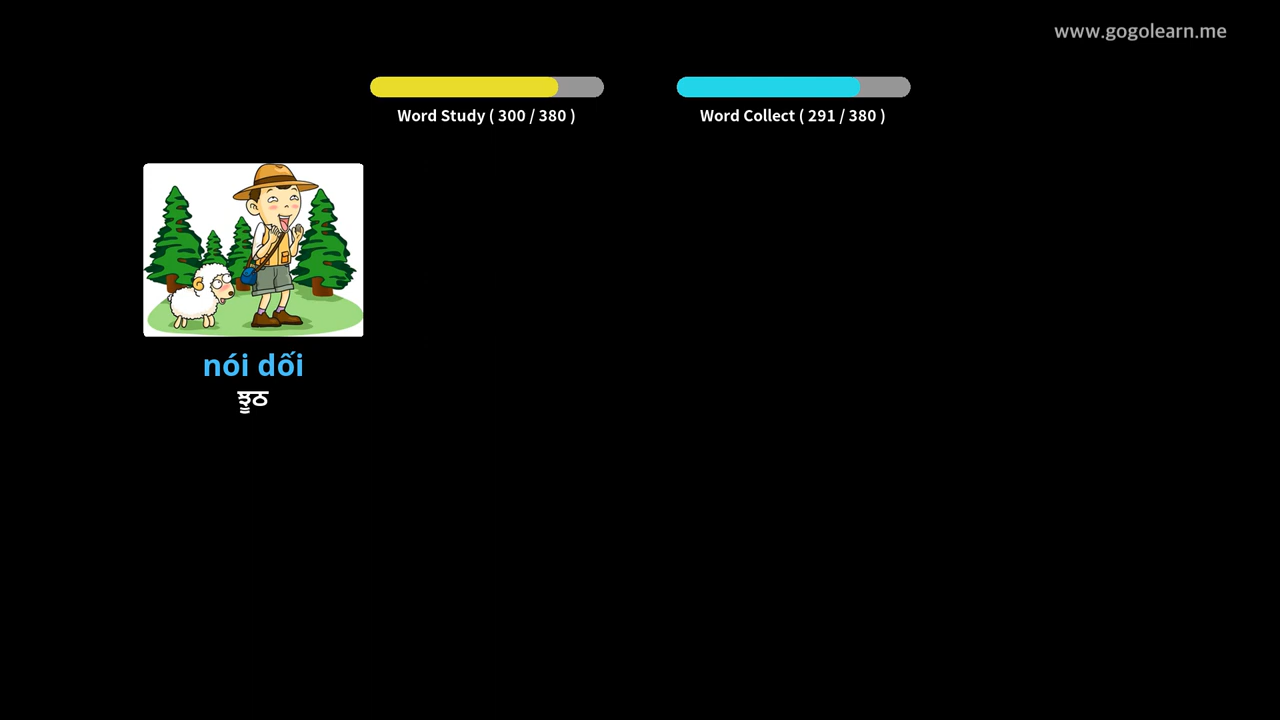 www.gogolearn.me
Word Study ( 300 / 380 )
Word Collect ( 291 / 380 )
nói dối
झूठ